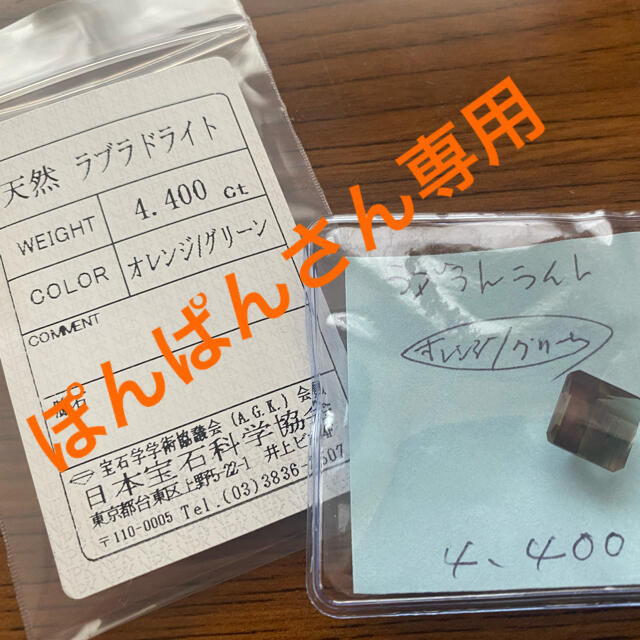 天然 ラブラドライト
WEIGHT 4.400 Ct
COLOR オレンジ/グリーン
COMMENT
宝石学学術協議会 (A.G.K.) 会員
日本宝石科学協会
東京都台東区上野5-22-1 井上ビル4F
〒110-0005 Tel.(03)3836-
ぽんぱんさん専用
オレンジ/グリーン
4.400